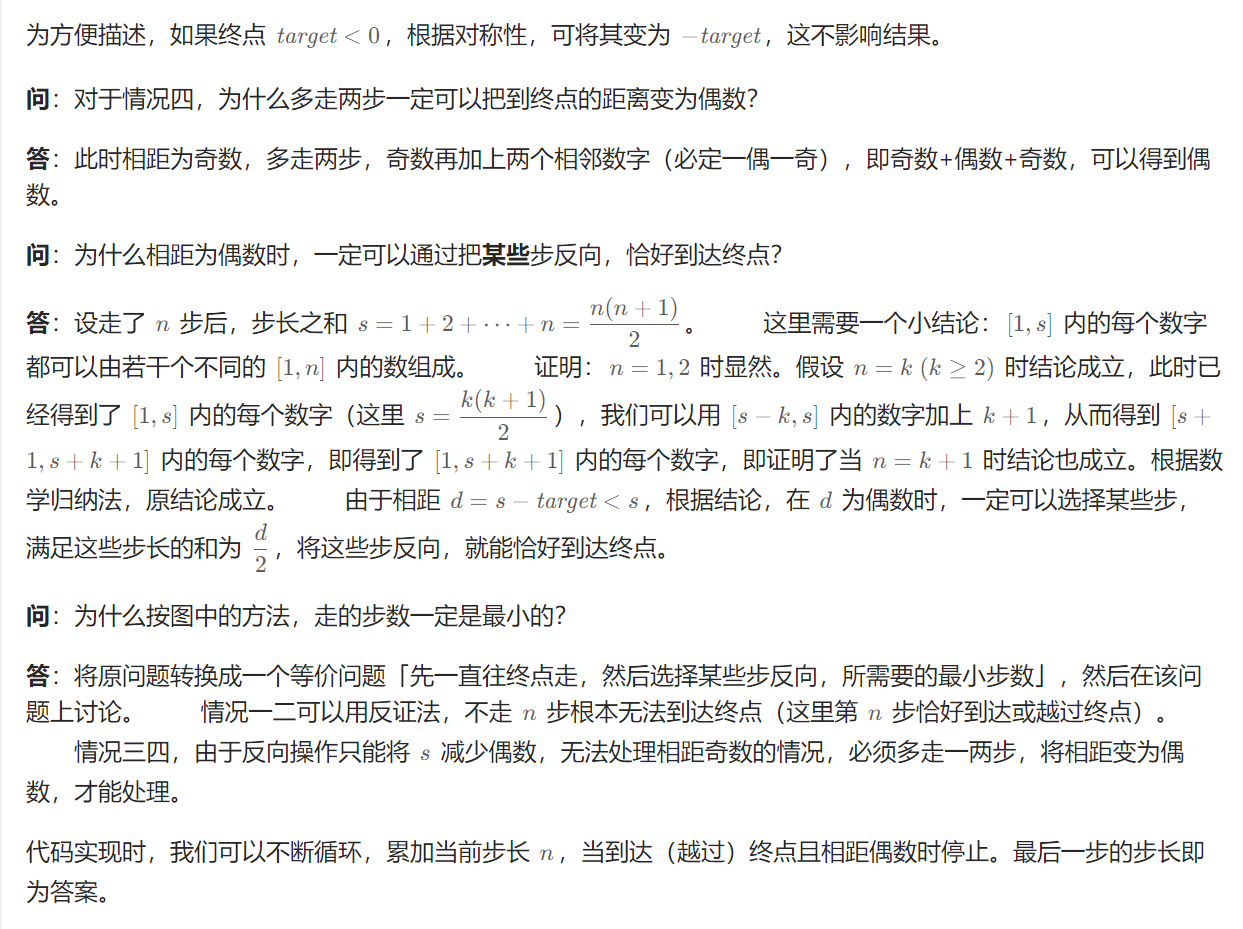 为方便描述，如果终点 target < 0，根据对称性，可将其变为 −target，这不影响结果。
问：对于情况四，为什么多走两步一定可以把到终点的距离变为偶数？
答：此时相距为奇数，多走两步，奇数再加上两个相邻数字（必定一偶一奇），即奇数+偶数+奇数，可以得到偶
数。
问：为什么相距为偶数时，一定可以通过把某些步反向，恰好到达终点？
答：设走了 n 步后，步长之和 s = 1 + 2 + ⋯ + n = n(n + 1)/2。 这里需要一个小结论：[1, s] 内的每个数字
都可以由若干个不同的 [1, n] 内的数组成。 证明：n = 1, 2 时显然。假设 n = k (k ≥ 2) 时结论成立，此时已
经得到了 [1, s] 内的每个数字（这里 s = k(k + 1)/2），我们可以用 [s − k, s] 内的数字加上 k + 1，从而得到 [s +
1, s + k + 1] 内的每个数字，即得到了 [1, s + k + 1] 内的每个数字，即证明了当 n = k + 1 时结论也成立。根据数
学归纳法，原结论成立。 由于相距 d = s − target < s，根据结论，在 d 为偶数时，一定可以选择某些步，
满足这些步长的和为 d/2，将这些步反向，就能恰好到达终点。
问：为什么按图中的方法，走的步数一定是最小的？
答：将原问题转换成一个等价问题「先一直往终点走，然后选择某些步反向，所需要的最小步数」，然后在该问
题上讨论。 情况一二可以用反证法，不走 n 步根本无法到达终点（这里第 n 步恰好到达或越过终点）。
情况三四，由于反向操作只能将 s 减少偶数，无法处理相距奇数的情况，必须多走一两步，将相距变为偶
数，才能处理。
代码实现时，我们可以不断循环，累加当前步长 n，当到达（越过）终点且相距偶数时停止。最后一步的步长即
为答案。